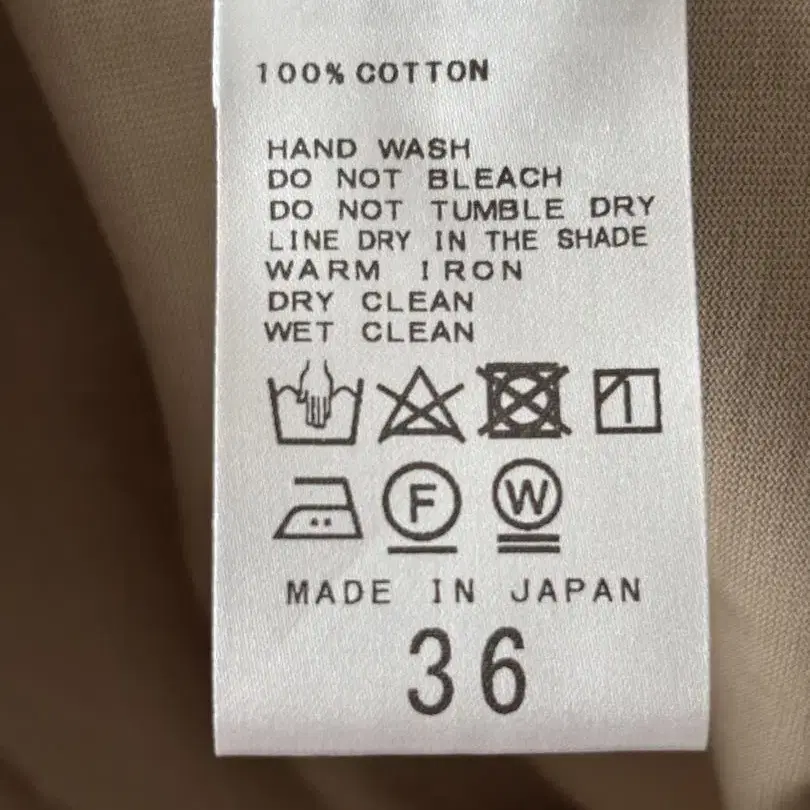 100% COTTON
HAND WASH
DO NOT BLEACH
DO NOT TUMBLE DRY
LINE DRY IN THE SHADE
WARM IRON
DRY CLEAN
WET CLEAN
F W
MADE IN JAPAN
36